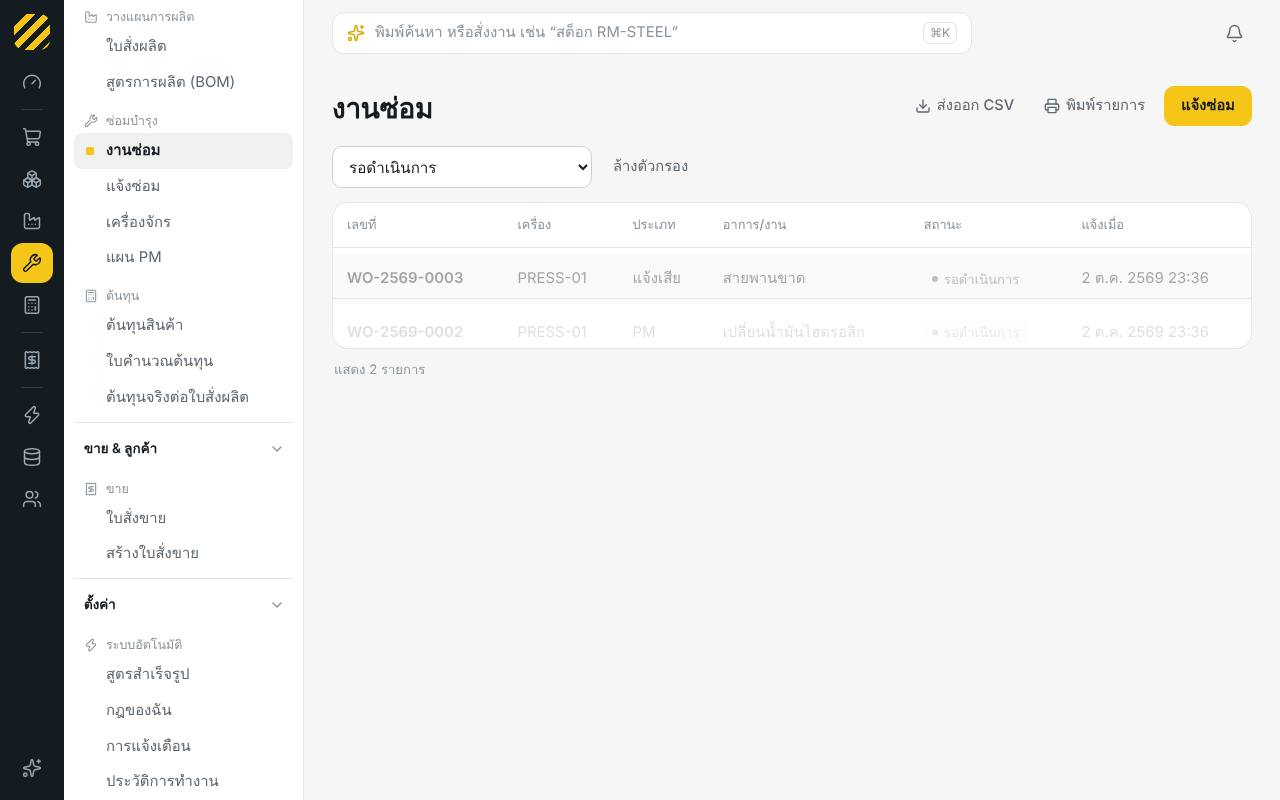 วางแผนการผลิต
ใบสั่งผลิต
สูตรการผลิต (BOM)
ซ่อมบำรุง
งานซ่อม
แจ้งซ่อม
เครื่องจักร
แผน PM
ต้นทุน
ต้นทุนสินค้า
ใบคำนวณต้นทุน
ต้นทุนจริงต่อใบสั่งผลิต
ขาย & ลูกค้า
ขาย
ใบสั่งขาย
สร้างใบสั่งขาย
ตั้งค่า
ระบบอัตโนมัติ
สูตรสำเร็จรูป
กฎของฉัน
การแจ้งเตือน
ประวัติการทำงาน
พิมพ์ค้นหา หรือสั่งงาน เช่น “สต็อก RM-STEEL” ⌘K
งานซ่อม
ส่งออก CSV พิมพ์รายการ แจ้งซ่อม
รอดำเนินการ ล้างตัวกรอง
เลขที่ เครื่อง ประเภท อาการ/งาน สถานะ แจ้งเมื่อ
WO-2569-0003 PRESS-01 แจ้งเสีย สายพานขาด รอดำเนินการ 2 ต.ค. 2569 23:36
WO-2569-0002 PRESS-01 PM เปลี่ยนน้ำมันไฮดรอลิก รอดำเนินการ 2 ต.ค. 2569 23:36
แสดง 2 รายการ